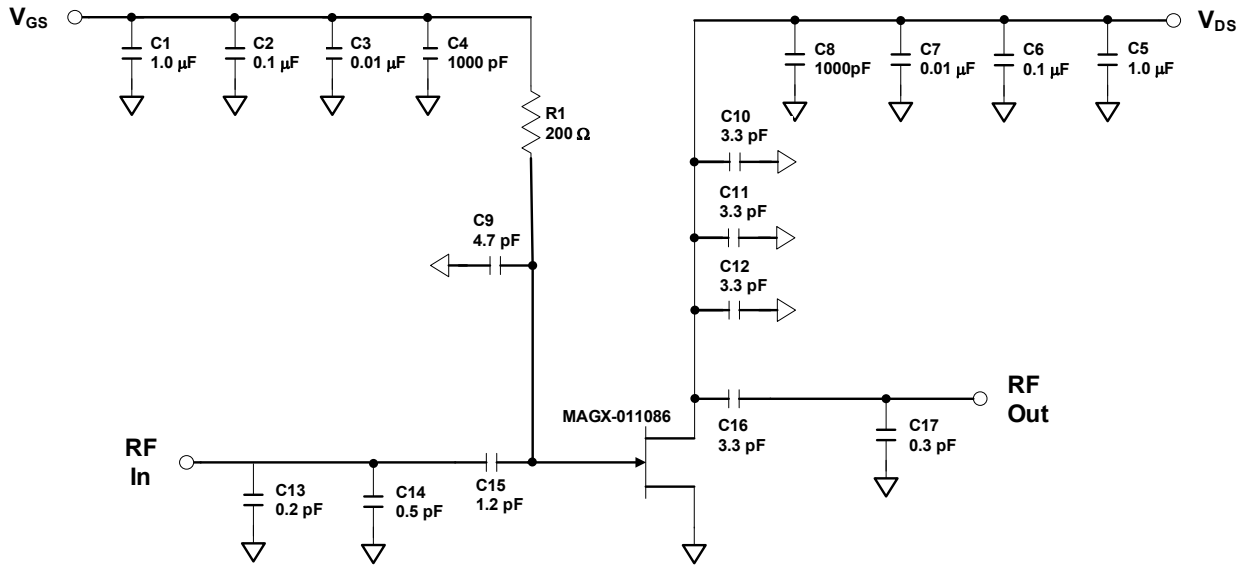 VGS
C1
1.0 μF
C2
0.1 μF
C3
0.01 μF
C4
1000 pF
R1
200 Ω
C9
4.7 pF
C8
1000pF
C7
0.01 μF
C6
0.1 μF
C5
1.0 μF
VDS
C10
3.3 pF
C11
3.3 pF
C12
3.3 pF
MAGX-011086
RF
In
C13
0.2 pF
C14
0.5 pF
C15
1.2 pF
C16
3.3 pF
C17
0.3 pF
RF
Out